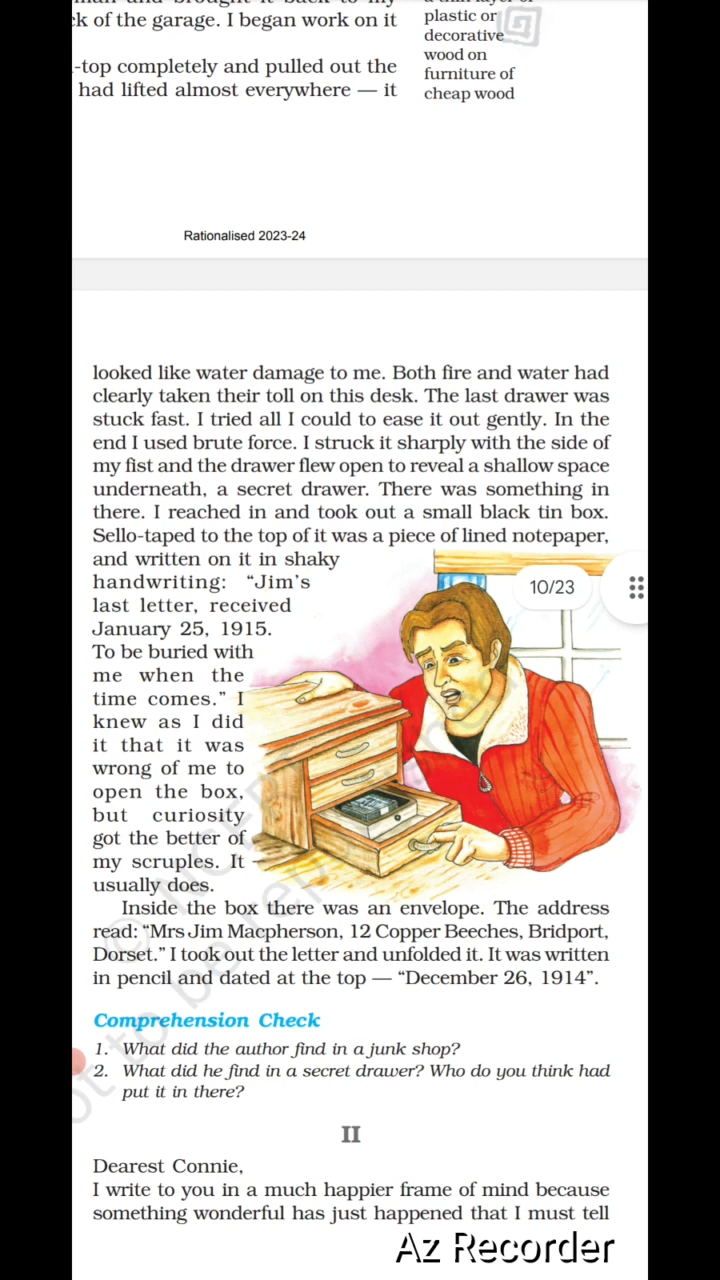 ck of the garage. I began work on it
-top completely and pulled out the
had lifted almost everywhere — it
plastic or
decorative
wood on
furniture of
cheap wood
Rationalised 2023-24
looked like water damage to me. Both fire and water had
clearly taken their toll on this desk. The last drawer was
stuck fast. I tried all I could to ease it out gently. In the
end I used brute force. I struck it sharply with the side of
my fist and the drawer flew open to reveal a shallow space
underneath, a secret drawer. There was something in
there. I reached in and took out a small black tin box.
Sello-taped to the top of it was a piece of lined notepaper,
and written on it in shaky
handwriting: “Jim’s
last letter, received
January 25, 1915.
To be buried with
me when the
time comes.” I
knew as I did
it that it was
wrong of me to
open the box,
but curiosity
got the better of
my scruples. It
usually does.
10/23
Inside the box there was an envelope. The address
read: “Mrs Jim Macpherson, 12 Copper Beeches, Bridport,
Dorset.” I took out the letter and unfolded it. It was written
in pencil and dated at the top — “December 26, 1914”.
Comprehension Check
1. What did the author find in a junk shop?
2. What did he find in a secret drawer? Who do you think had
put it in there?
II
Dearest Connie,
I write to you in a much happier frame of mind because
something wonderful has just happened that I must tell
Az Recorder